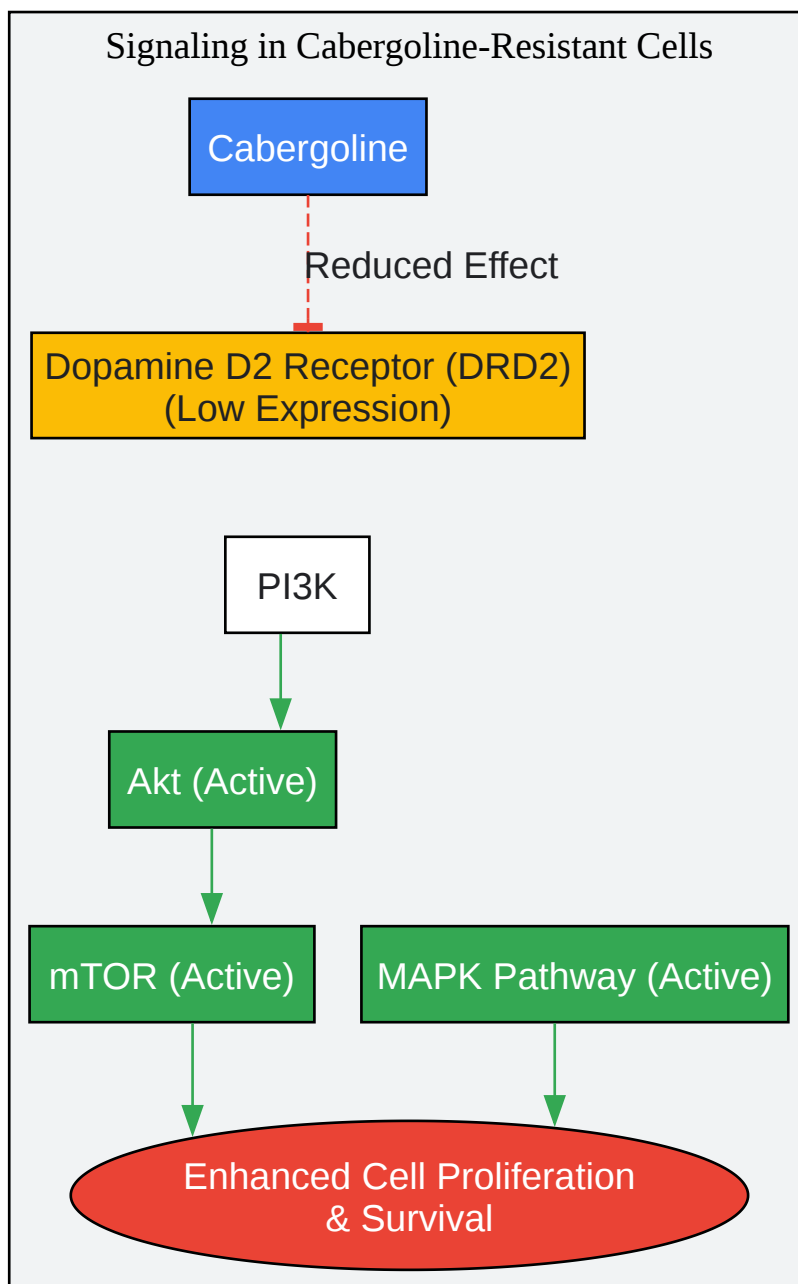 Signaling in Cabergoline-Resistant Cells
Cabergoline
Reduced Effect
Dopamine D2 Receptor (DRD2)
(Low Expression)
PI3K
Akt (Active)
mTOR (Active)
MAPK Pathway (Active)
Enhanced Cell Proliferation
& Survival